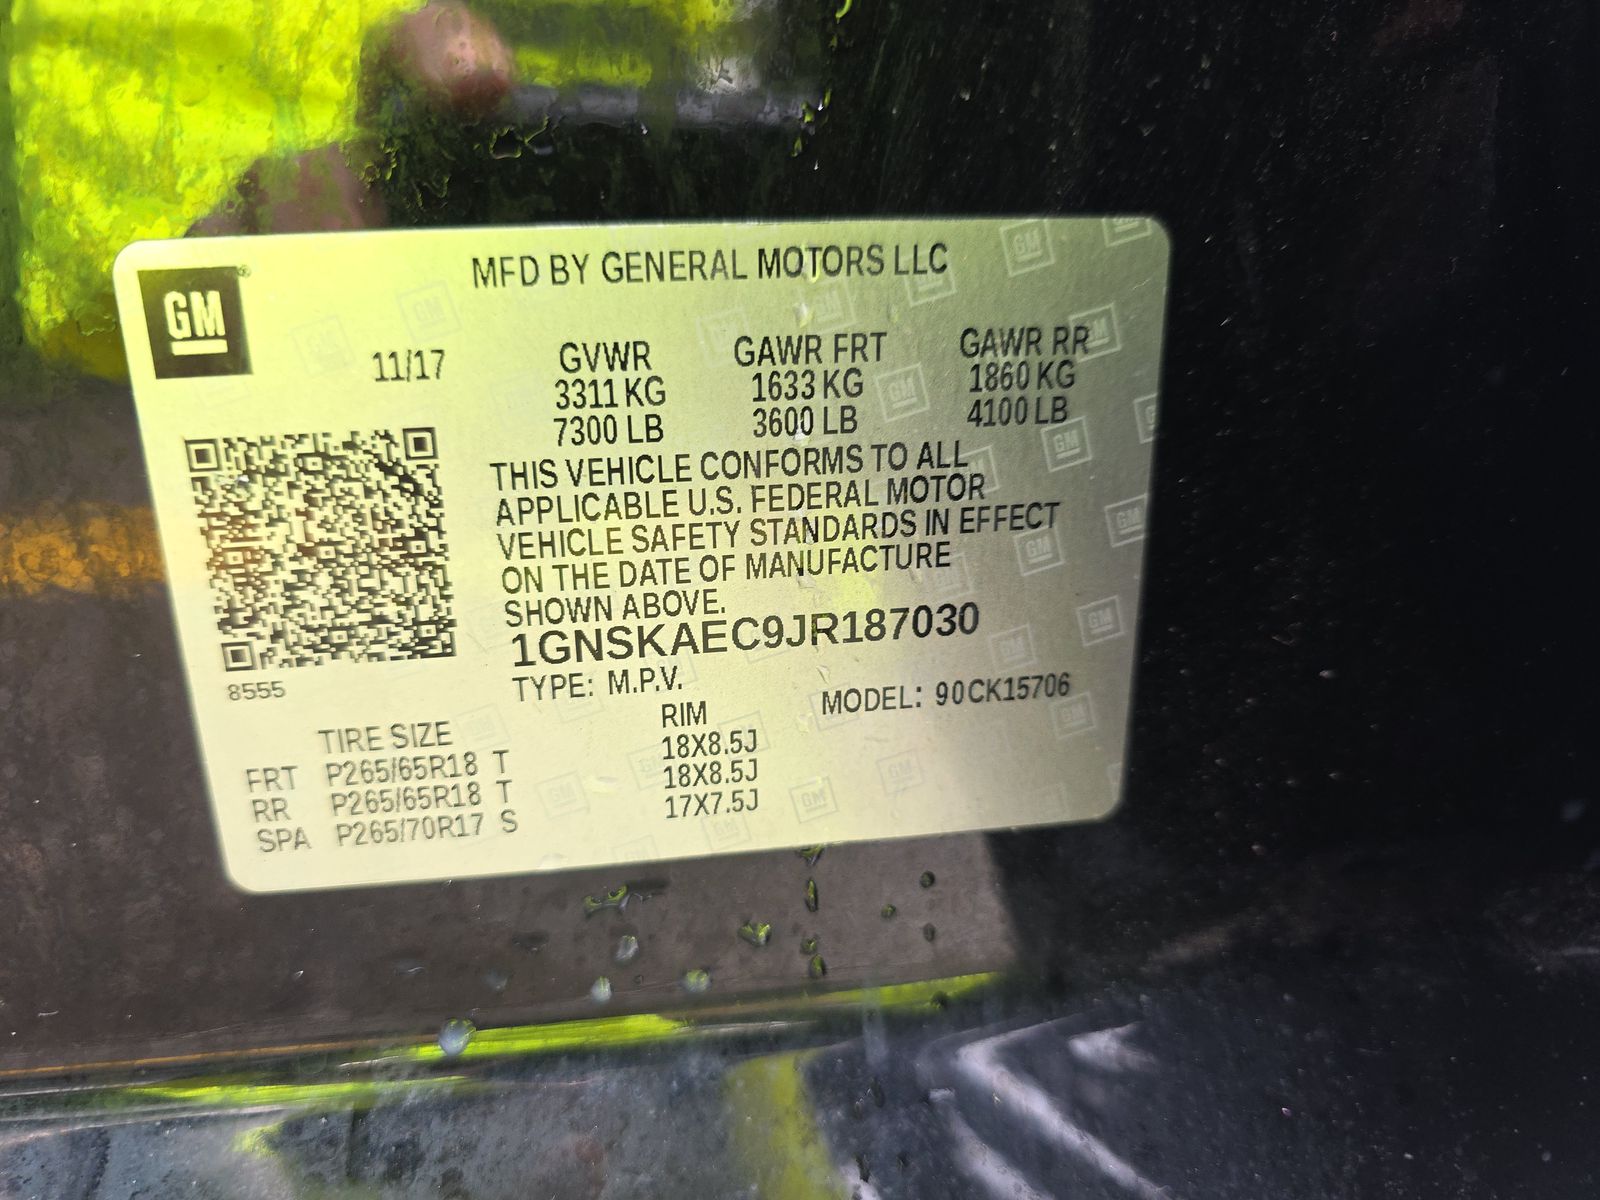 GM ®
MFD BY GENERAL MOTORS LLC
11/17 GVWR GAWR FRT GAWR RR
3311 KG 1633 KG 1860 KG
7300 LB 3600 LB 4100 LB
THIS VEHICLE CONFORMS TO ALL
APPLICABLE U.S. FEDERAL MOTOR
VEHICLE SAFETY STANDARDS IN EFFECT
ON THE DATE OF MANUFACTURE
SHOWN ABOVE.
1GNSKAEC9JR187030
8555 TYPE: M.P.V. MODEL: 90CK15706
TIRE SIZE RIM
FRT P265/65R18 T 18X8.5J
RR P265/65R18 T 18X8.5J
SPA P265/70R17 S 17X7.5J